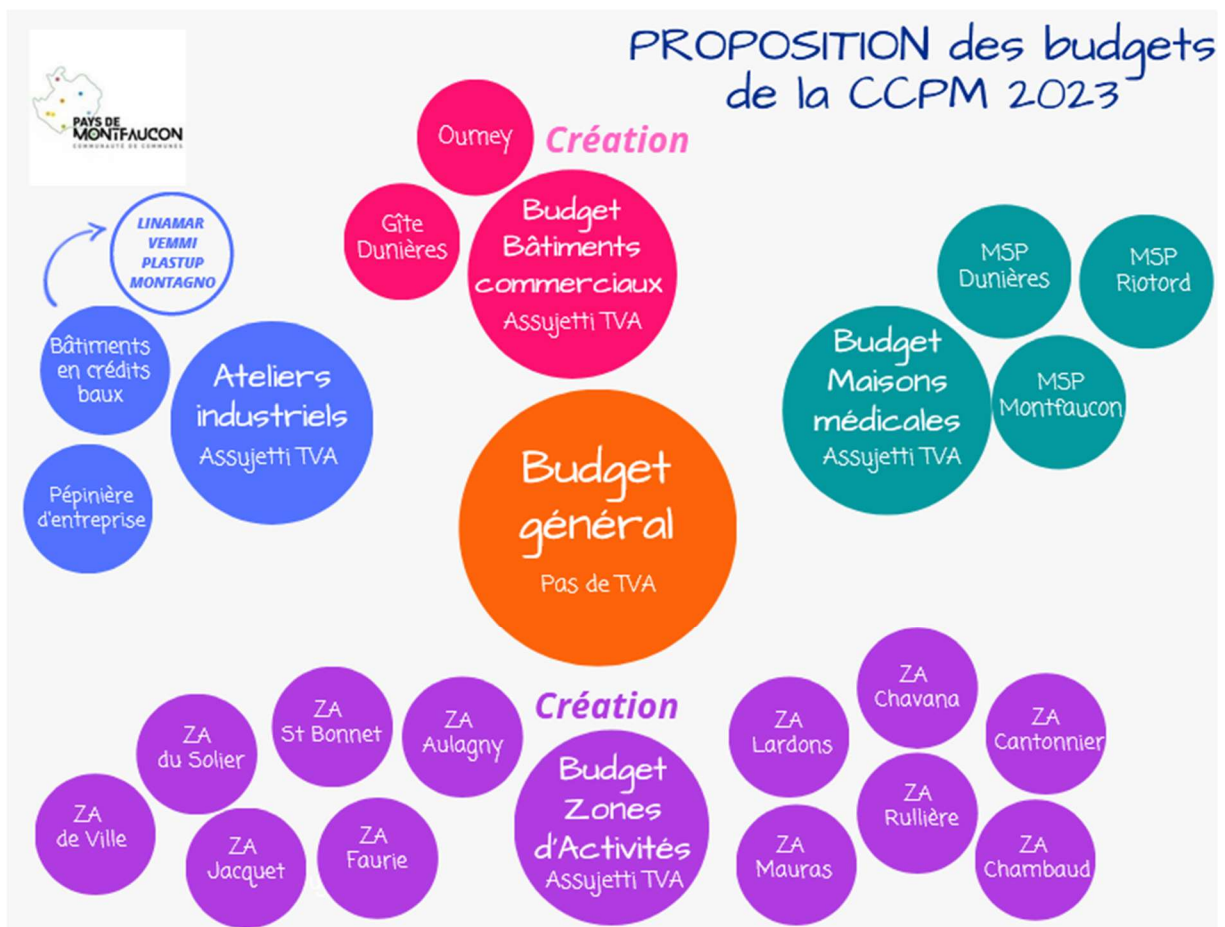 PROPOSITION des budgets
de la CCPM 2023
PAYS DE
MONTFAUCON
COMMUNAUTÉ DE COMMUNES
Oumey
Création
Gîte
Dunières
Budget
Bâtiments
commerciaux
Assujetti TVA
LINAMAR
VEMMI
PLASTUP
MONTAGNO
Bâtiments
en crédits
baux
Ateliers
industriels
Assujetti TVA
Pépinière
d'entreprise
MSP
Dunières
MSP
Riotord
Budget
Maisons
médicales
Assujetti TVA
MSP
Montfaucon
Budget
général
Pas de TVA
Création
Budget
Zones
d'Activités
Assujetti TVA
ZA
de Ville
ZA
du Solier
ZA
Jacquet
ZA
St Bonnet
ZA
Faurie
ZA
Aulagny
ZA
Lardons
ZA
Mauras
ZA
Chavana
ZA
Rullière
ZA
Cantonnier
ZA
Chambaud